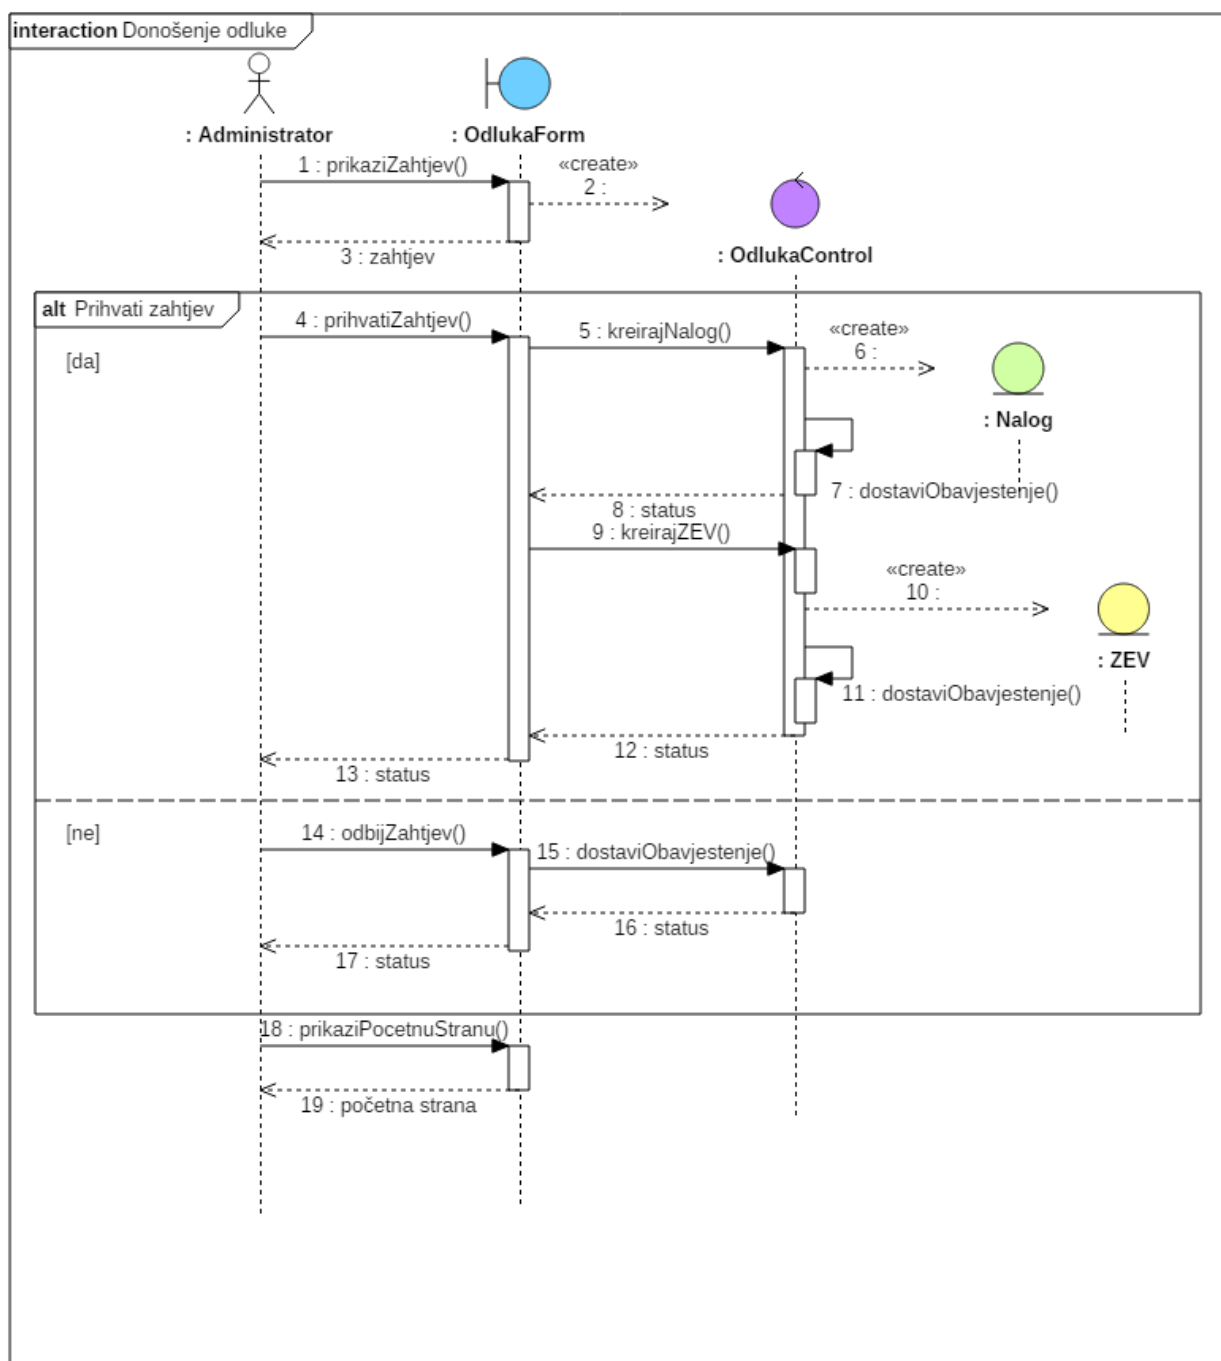 interaction Donošenje odluke
: Administrator
: OdlukaForm
1 : prikaziZahtjev()
«create»
2 :
3 : zahtjev
: OdlukaControl
alt Prihvati zahtjev
4 : prihvatiZahtjev()
5 : kreirajNalog()
«create»
6 :
[da]
: Nalog
7 : dostaviObavjestenje()
8 : status
9 : kreirajZEV()
«create»
10 :
: ZEV
11 : dostaviObavjestenje()
12 : status
13 : status
[ne]
14 : odbijZahtjev()
15 : dostaviObavjestenje()
16 : status
17 : status
18 : prikaziPocetnuStranu()
19 : početna strana